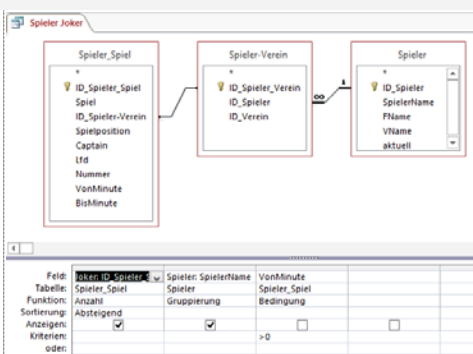 Spieler Joker
Spieler_Spiel
*
ID_Spieler_Spiel
Spiel
ID_Spieler-Verein
Spielposition
Captain
Lfd
Nummer
VonMinute
BisMinute
Spieler-Verein
*
ID_Spieler_Verein
ID_Spieler
ID_Verein
∞
1
Spieler
*
ID_Spieler
SpielerName
FName
VName
aktuell
Feld: Joker: ID_Spieler_ Spieler: SpielerName VonMinute
Tabelle: Spieler_Spiel Spieler Spieler_Spiel
Funktion: Anzahl Gruppierung Bedingung
Sortierung: Absteigend
Anzeigen:
Kriterien: >0
oder: